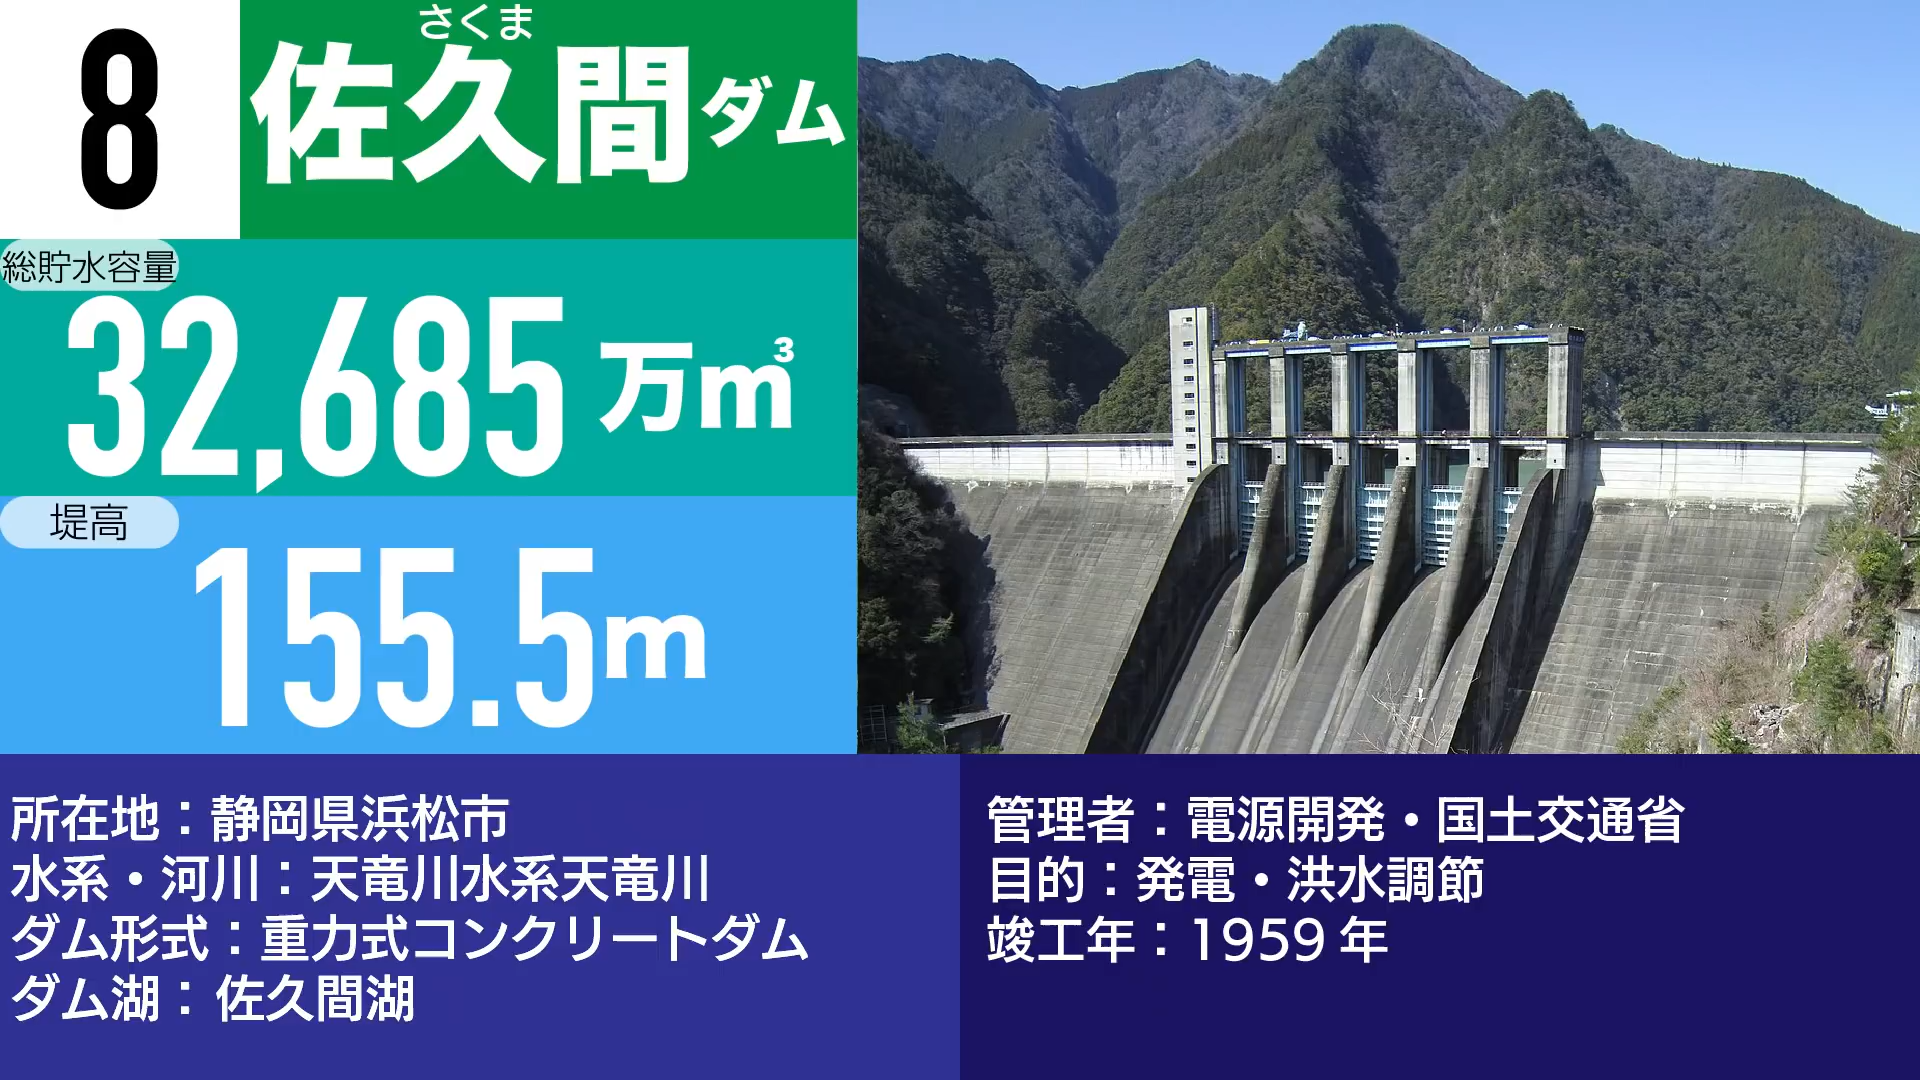 8
さくま
佐久間ダム
総貯水容量
32,685万㎥
堤高
155.5m
所在地：静岡県浜松市
水系・河川：天竜川水系天竜川
ダム形式：重力式コンクリートダム
ダム湖：佐久間湖
管理者：電源開発・国土交通省
目的：発電・洪水調節
竣工年：1959年